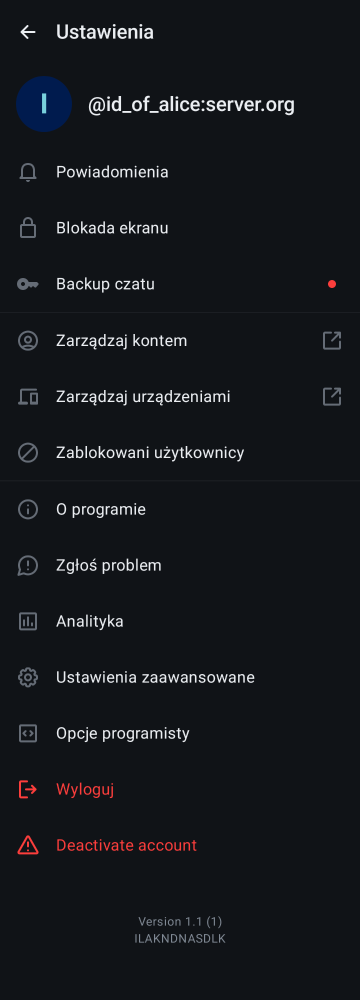 Ustawienia
I
@id_of_alice:server.org
Powiadomienia
Blokada ekranu
Backup czatu
Zarządzaj kontem
Zarządzaj urządzeniami
Zablokowani użytkownicy
O programie
Zgłoś problem
Analityka
Ustawienia zaawansowane
Opcje programisty
Wyloguj
Deactivate account
Version 1.1 (1)
ILAKNDNASDLK